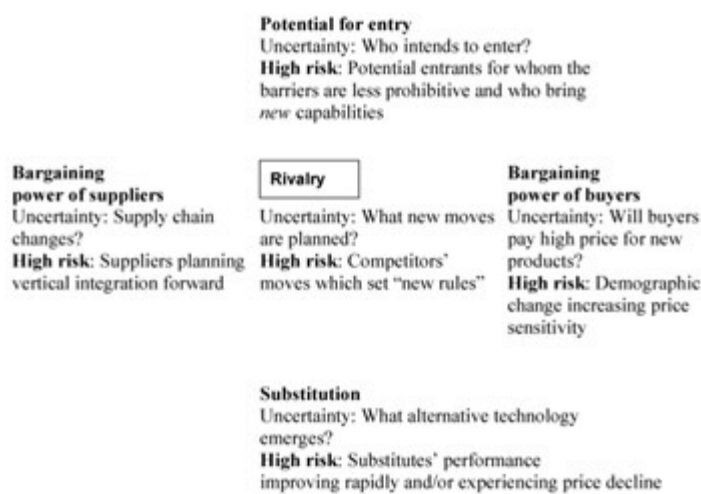 Potential for entry
Uncertainty: Who intends to enter?
High risk: Potential entrants for whom the
barriers are less prohibitive and who bring
new capabilities
Bargaining
power of suppliers
Uncertainty: Supply chain
changes?
High risk: Suppliers planning
vertical integration forward
Rivalry
Uncertainty: What new moves
are planned?
High risk: Competitors'
moves which set “new rules”
Bargaining
power of buyers
Uncertainty: Will buyers
pay high price for new
products?
High risk: Demographic
change increasing price
sensitivity
Substitution
Uncertainty: What alternative technology
emerges?
High risk: Substitutes' performance
improving rapidly and/or experiencing price decline